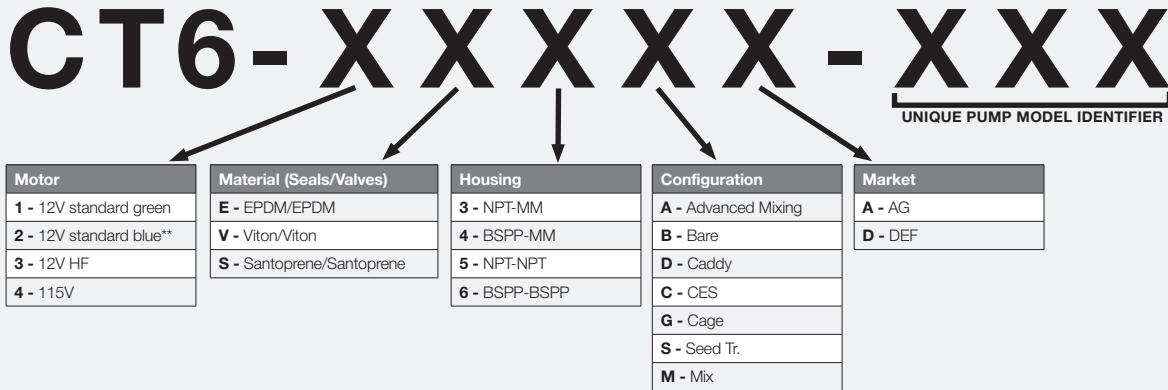 CT6-XXXXX-XXX
UNIQUE PUMP MODEL IDENTIFIER
Motor
1 - 12V standard green
2 - 12V standard blue**
3 - 12V HF
4 - 115V
Material (Seals/Valves)
E - EPDM/EPDM
V - Viton/Viton
S - Santoprene/Santoprene
Housing
3 - NPT-MM
4 - BSPP-MM
5 - NPT-NPT
6 - BSPP-BSPP
Configuration
A - Advanced Mixing
B - Bare
D - Caddy
C - CES
G - Cage
S - Seed Tr.
M - Mix
Market
A - AG
D - DEF